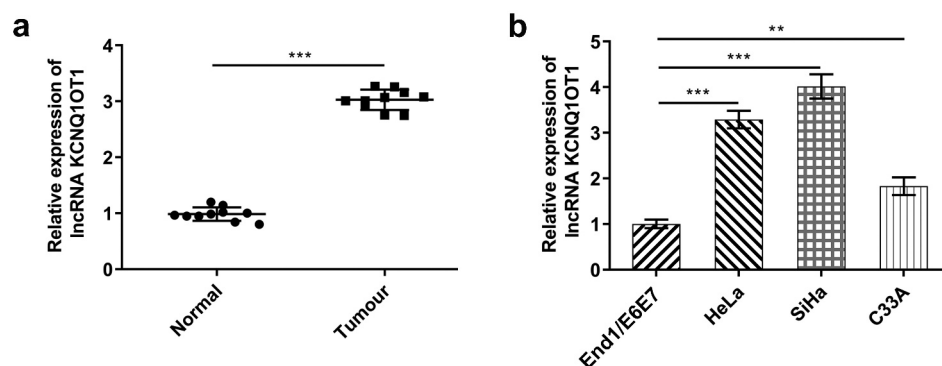 a
Relative expression of
lncRNA KCNQ1OT1
4
3
2
1
0
***
Normal
Tumour
b
Relative expression of
lncRNA KCNQ1OT1
5
4
3
2
1
0
**
***
***
End1/E6E7
HeLa
SiHa
C33A